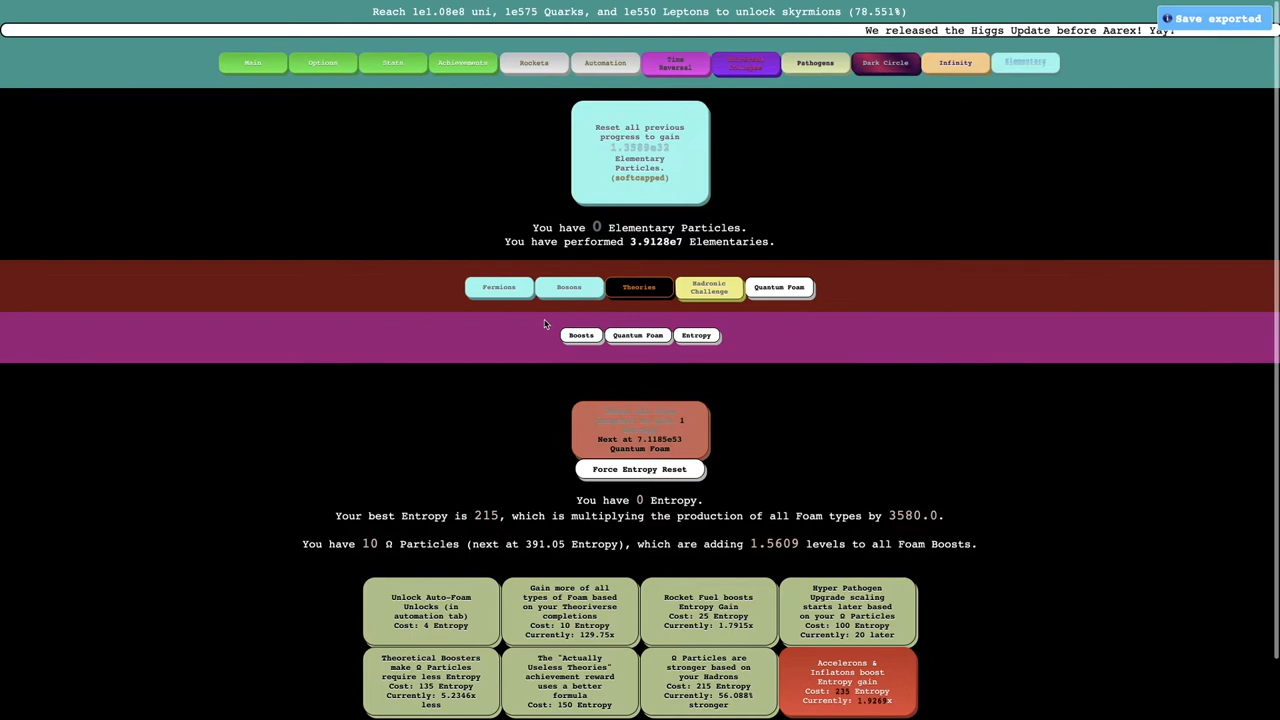 Reach 1e1.08e8 uni, 1e575 Quarks, and 1e550 Leptons to unlock skyrmions (78.551%)
Save exported
We released the Higgs Update before Aarex! Yay!
Main
Options
Stats
Achievements
Rockets
Automation
Time
Reversal
Pathogens
Dark Circle
Infinity
Elementary
Reset all previous
progress to gain
1.3589e32
Elementary
Particles.
(softcapped)
You have 0 Elementary Particles.
You have performed 3.9128e7 Elementaries.
Fermions
Bosons
Theories
Hadronic
Challenge
Quantum Foam
Boosts
Quantum Foam
Entropy
1
Next at 7.1185e53
Quantum Foam
Force Entropy Reset
You have 0 Entropy.
Your best Entropy is 215, which is multiplying the production of all Foam types by 3580.0.
You have 10 Ω Particles (next at 391.05 Entropy), which are adding 1.5609 levels to all Foam Boosts.
Unlock Auto-Foam
Unlocks (in
automation tab)
Cost: 4 Entropy
Gain more of all
types of Foam based
on your Theoriverse
completions
Cost: 10 Entropy
Currently: 129.75x
Rocket Fuel boosts
Entropy Gain
Cost: 25 Entropy
Currently: 1.7915x
Hyper Pathogen
Upgrade scaling
starts later based
on your Ω Particles
Cost: 100 Entropy
Currently: 20 later
Theoretical Boosters
make Ω Particles
require less Entropy
Cost: 135 Entropy
Currently: 5.2346x
less
The "Actually
Useless Theories"
achievement reward
uses a better
formula
Cost: 150 Entropy
Ω Particles are
stronger based on
your Hadrons
Cost: 215 Entropy
Currently: 56.088%
stronger
Accelerons &
Inflatons boost
Entropy gain
Cost: 235 Entropy
Currently: 1.9269x